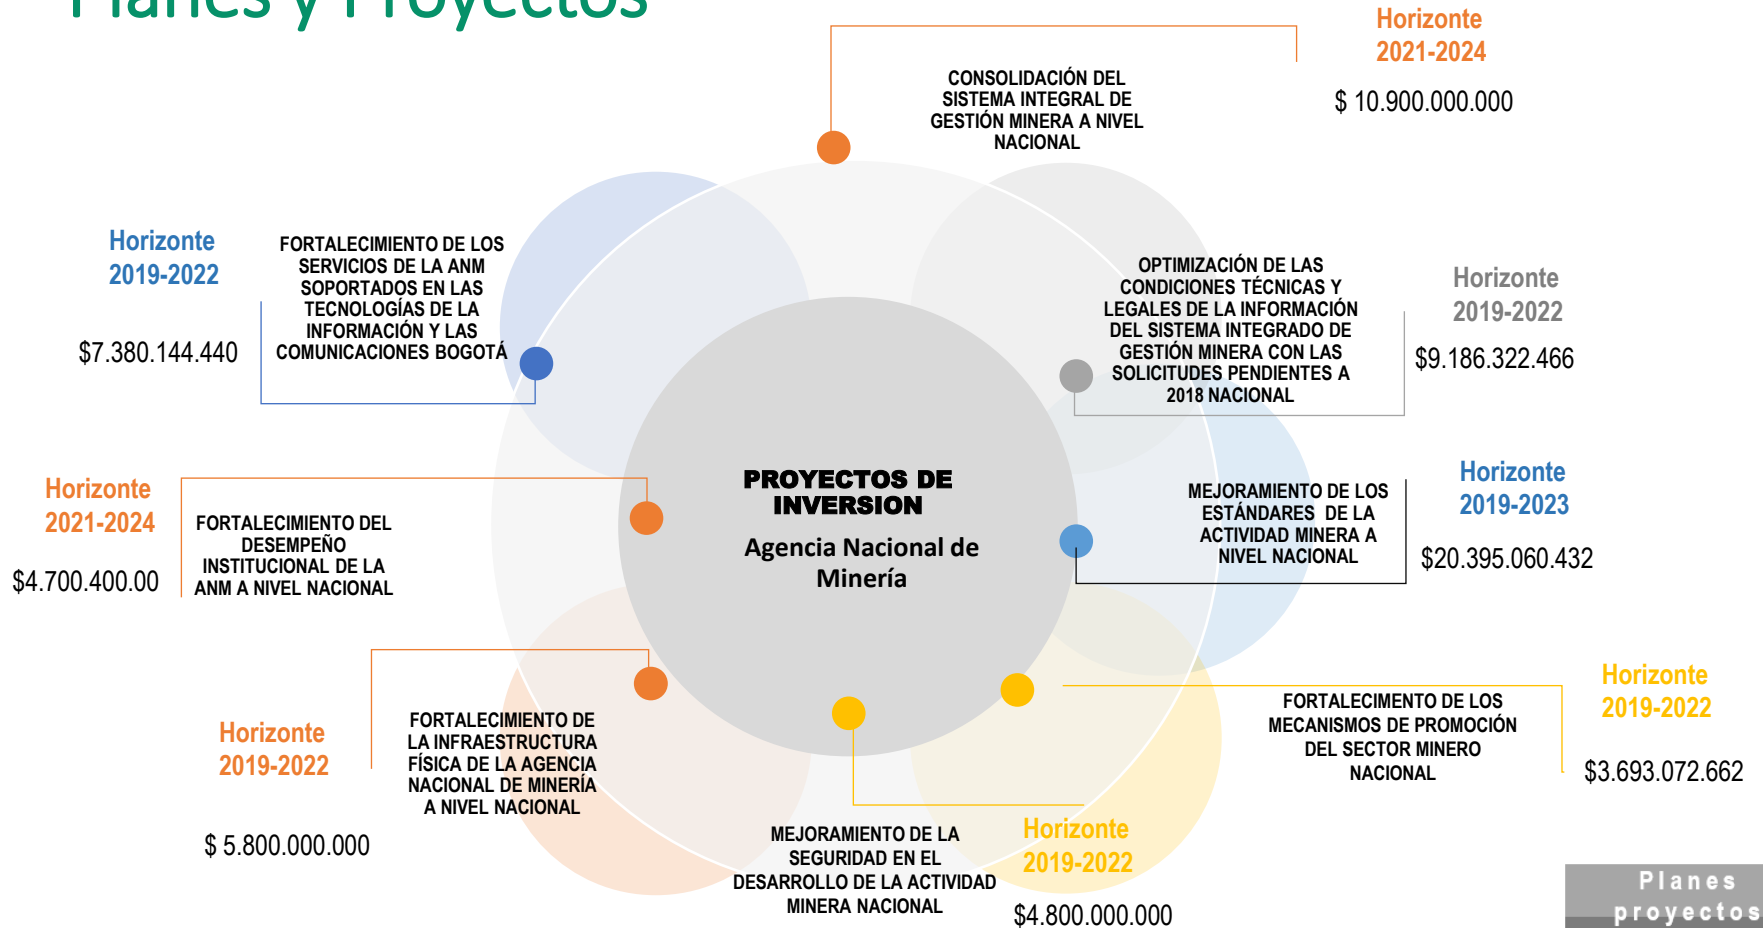 Planes y Proyectos
Horizonte
2021-2024
$ 10.900.000.000
CONSOLIDACIÓN DEL
SISTEMA INTEGRAL DE
GESTIÓN MINERA A NIVEL
NACIONAL
Horizonte
2019-2022
$7.380.144.440
FORTALECIMIENTO DE LOS
SERVICIOS DE LA ANM
SOPORTADOS EN LAS
TECNOLOGÍAS DE LA
INFORMACIÓN Y LAS
COMUNICACIONES BOGOTÁ
OPTIMIZACIÓN DE LAS
CONDICIONES TÉCNICAS Y
LEGALES DE LA INFORMACIÓN
DEL SISTEMA INTEGRADO DE
GESTIÓN MINERA CON LAS
SOLICITUDES PENDIENTES A
2018 NACIONAL
Horizonte
2019-2022
$9.186.322.466
Horizonte
2021-2024
$4.700.400.00
FORTALECIMIENTO DEL
DESEMPEÑO
INSTITUCIONAL DE LA
ANM A NIVEL NACIONAL
PROYECTOS DE
INVERSION
Agencia Nacional de
Minería
MEJORAMIENTO DE LOS
ESTÁNDARES DE LA
ACTIVIDAD MINERA A
NIVEL NACIONAL
Horizonte
2019-2023
$20.395.060.432
Horizonte
2019-2022
$ 5.800.000.000
FORTALECIMIENTO DE
LA INFRAESTRUCTURA
FÍSICA DE LA AGENCIA
NACIONAL DE MINERÍA
A NIVEL NACIONAL
FORTALECIMENTO DE LOS
MECANISMOS DE PROMOCIÓN
DEL SECTOR MINERO
NACIONAL
Horizonte
2019-2022
$3.693.072.662
MEJORAMIENTO DE LA
SEGURIDAD EN EL
DESARROLLO DE LA ACTIVIDAD
MINERA NACIONAL
Horizonte
2019-2022
$4.800.000.000
Planes
proyectos